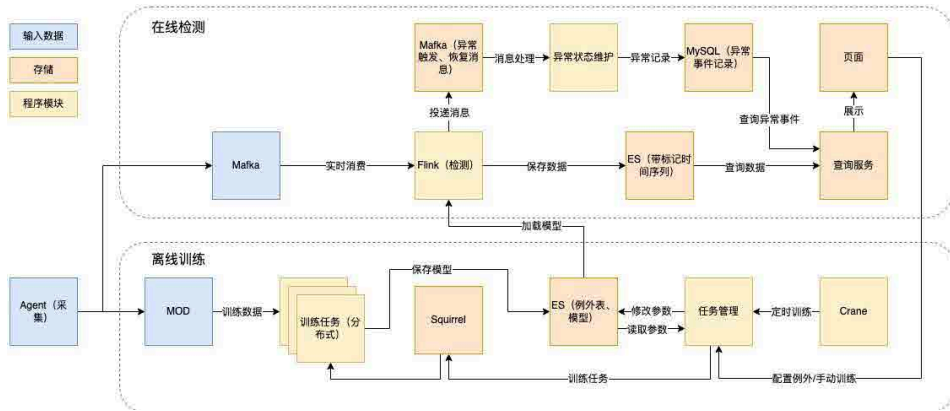 在线检测
输入数据
存储
程序模块
Mafka（异常
触发、恢复消
息）
消息处理
异常状态维护
异常记录
MySQL（异常
事件记录）
页面
投递消息
查询异常事件
展示
Mafka
实时消费
Flink（检测）
保存数据
ES（带标记时
间序列）
查询数据
查询服务
加载模型
离线训练
Agent（采
集）
MOD
训练数据
训练任务（分
布式）
保存模型
Squirrel
ES（例外表、
模型）
修改参数
读取参数
任务管理
定时训练
Crane
训练任务
配置例外/手动训练